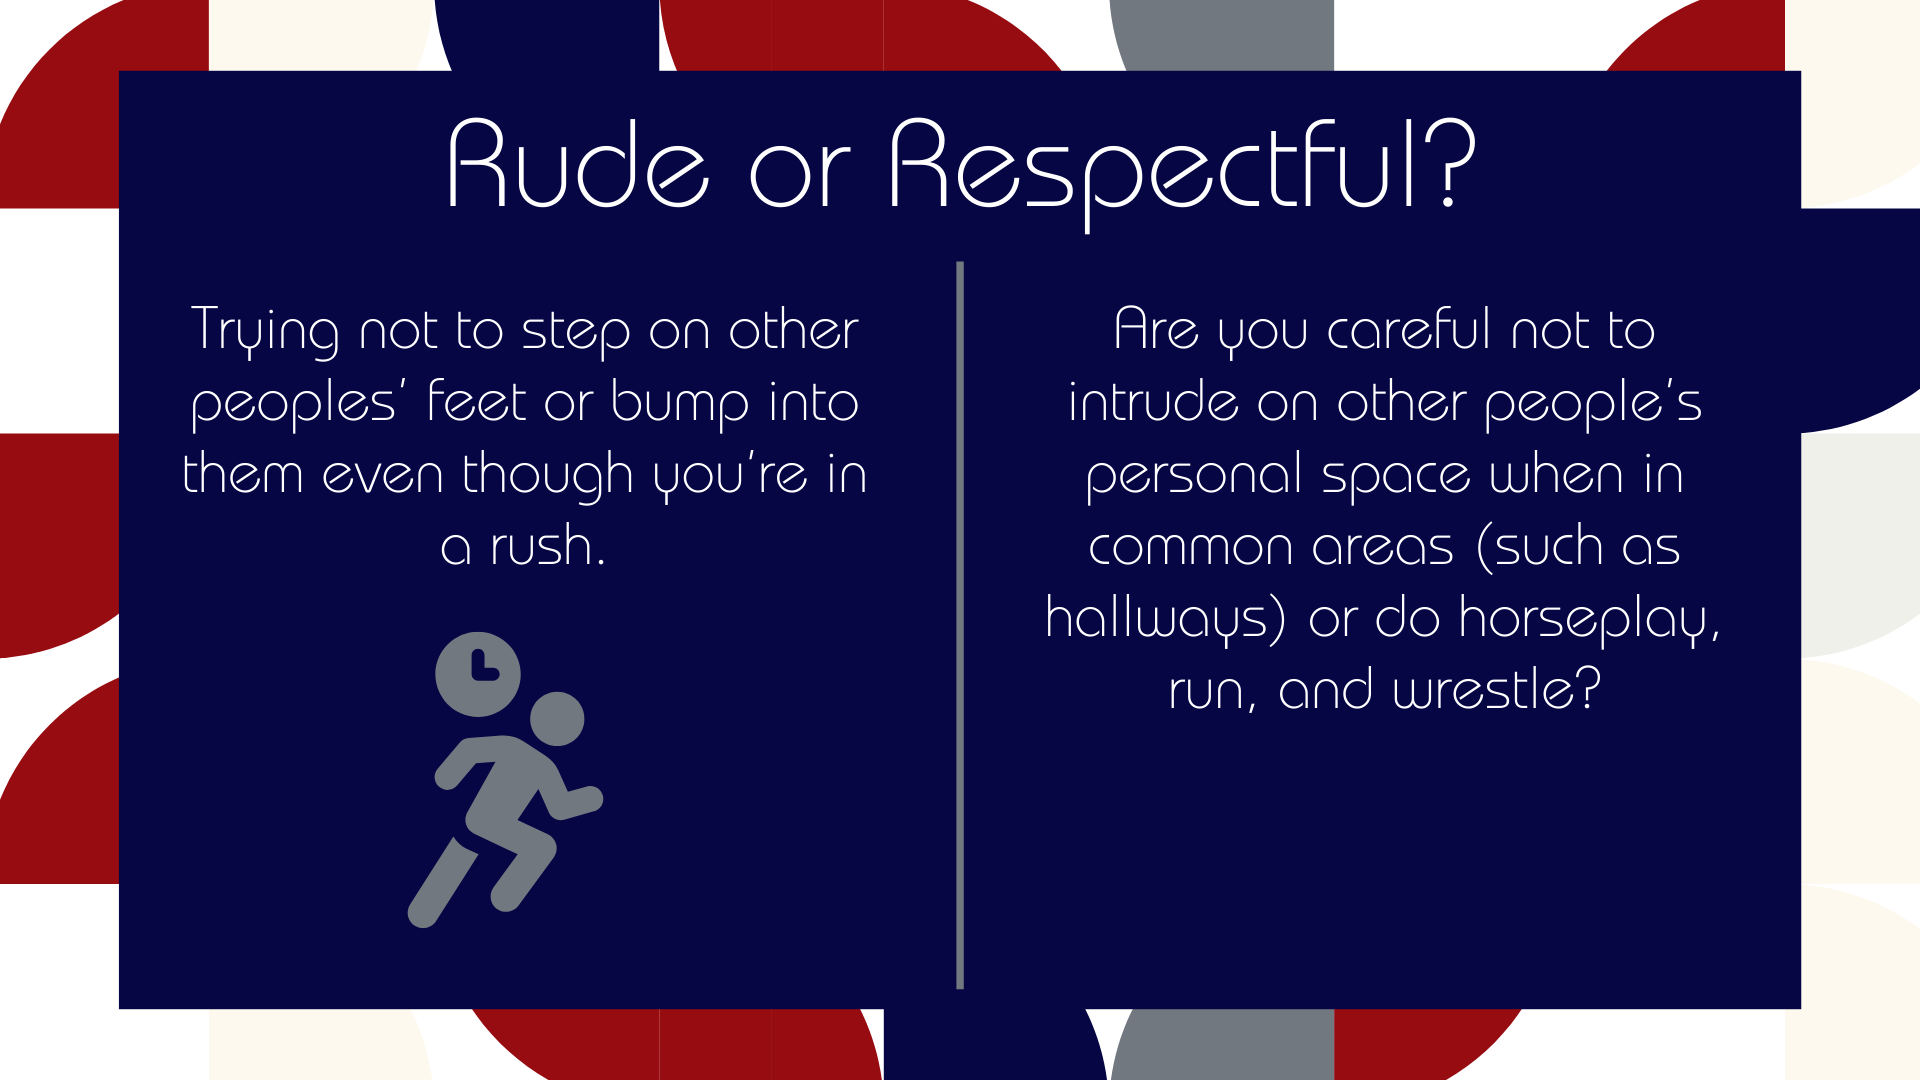 Rude or Respectful?
Trying not to step on other
peoples' feet or bump into
them even though you're in
a rush.
Are you careful not to
intrude on other people's
personal space when in
common areas (such as
hallways) or do horseplay,
run, and wrestle?